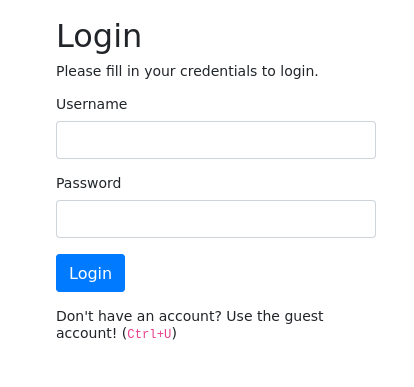 Login
Please fill in your credentials to login.
Username
Password
Login
Don't have an account? Use the guest
account! (Ctrl+U)